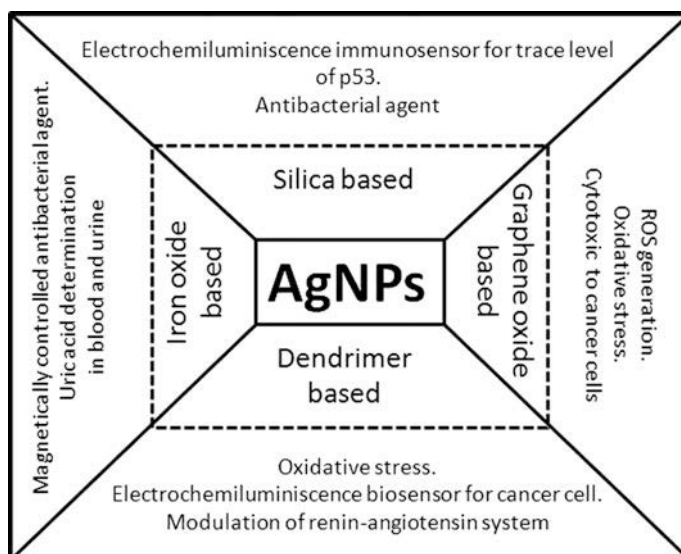 Electrochemiluminiscence immunosensor for trace level
of p53.
Antibacterial agent
Silica based
Magnetically controlled antibacterial agent.
Uric acid determination
in blood and urine
Iron oxide
based
AgNPs
Graphene oxide
based
ROS generation.
Oxidative stress.
Cytotoxic to cancer cells
Dendrimer
based
Oxidative stress.
Electrochemiluminiscence biosensor for cancer cell.
Modulation of renin-angiotensin system